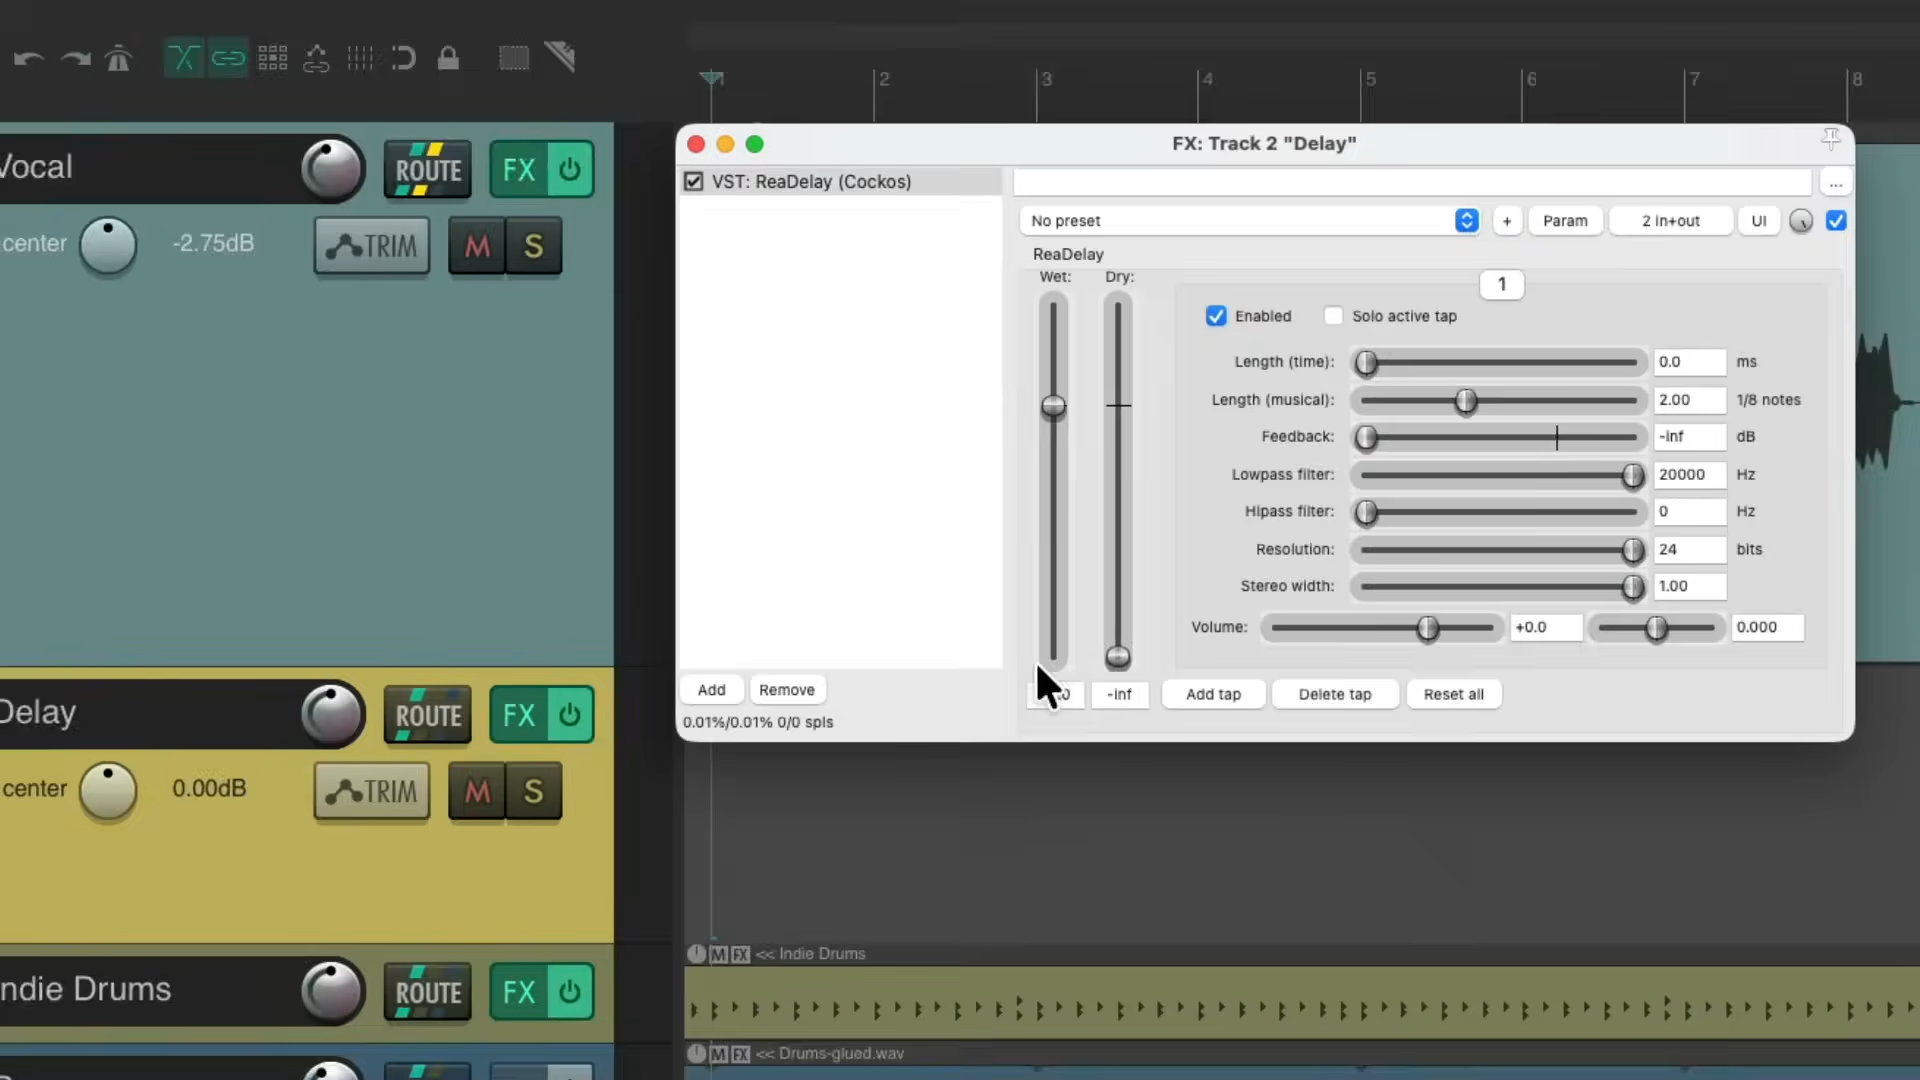 1 2 3 4 5 6 7 8
Vocal
ROUTE
FX
center
-2.75dB
TRIM
M
S
FX: Track 2 "Delay"
VST: ReaDelay (Cockos)
...
No preset
+
Param
2 in+out
UI
ReaDelay
Wet:
Dry:
1
Enabled
Solo active tap
Length (time):
0.0
ms
Length (musical):
2.00
1/8 notes
Feedback:
-inf
dB
Lowpass filter:
20000
Hz
Hipass filter:
0
Hz
Resolution:
24
bits
Stereo width:
1.00
Volume:
+0.0
0.000
Add
Remove
-inf
Add tap
Delete tap
Reset all
0.01%/0.01% 0/0 spls
Delay
ROUTE
FX
center
0.00dB
TRIM
M
S
ndie Drums
ROUTE
FX
M FX << Indie Drums
M FX << Drums-glued.wav